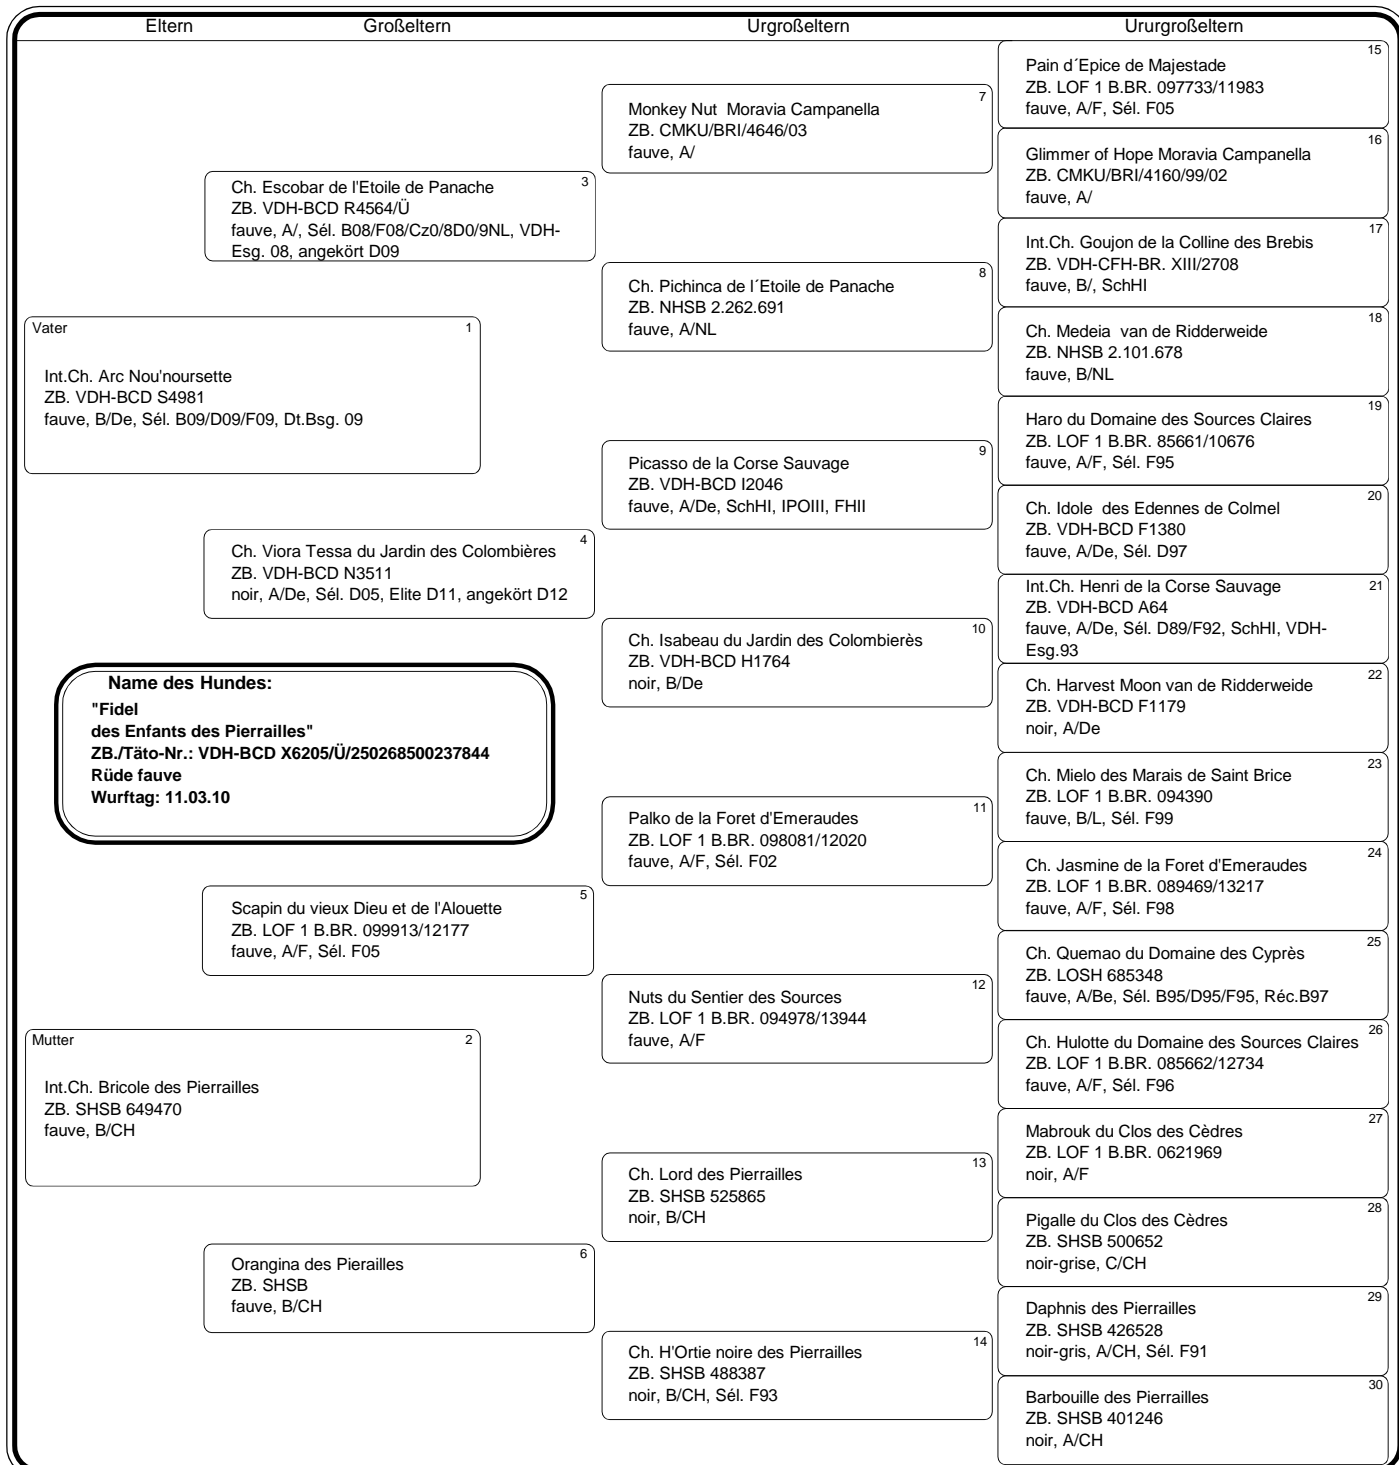 Eltern
Großeltern
Urgroßeltern
Ururgroßeltern
Vater
1
Int.Ch. Arc Nou'noursette
ZB. VDH-BCD S4981
fauve, B/De, Sél. B09/D09/F09, Dt.Bsg. 09
Name des Hundes:
"Fidel
des Enfants des Pierrailles"
ZB./Täto-Nr.: VDH-BCD X6205/Ü/250268500237844
Rüde fauve
Wurftag: 11.03.10
Mutter
2
Int.Ch. Bricole des Pierrailles
ZB. SHSB 649470
fauve, B/CH
3
Ch. Escobar de l'Etoile de Panache
ZB. VDH-BCD R4564/Ü
fauve, A/, Sél. B08/F08/Cz0/8D0/9NL, VDH-
Esg. 08, angekört D09
4
Ch. Viora Tessa du Jardin des Colombières
ZB. VDH-BCD N3511
noir, A/De, Sél. D05, Elite D11, angekört D12
5
Scapin du vieux Dieu et de l'Alouette
ZB. LOF 1 B.BR. 099913/12177
fauve, A/F, Sél. F05
6
Orangina des Pierailles
ZB. SHSB
fauve, B/CH
7
Monkey Nut  Moravia Campanella
ZB. CMKU/BRI/4646/03
fauve, A/
8
Ch. Pichinca de l´Etoile de Panache
ZB. NHSB 2.262.691
fauve, A/NL
9
Picasso de la Corse Sauvage
ZB. VDH-BCD I2046
fauve, A/De, SchHI, IPOIII, FHII
10
Ch. Isabeau du Jardin des Colombierès
ZB. VDH-BCD H1764
noir, B/De
11
Palko de la Foret d'Emeraudes
ZB. LOF 1 B.BR. 098081/12020
fauve, A/F, Sél. F02
12
Nuts du Sentier des Sources
ZB. LOF 1 B.BR. 094978/13944
fauve, A/F
13
Ch. Lord des Pierrailles
ZB. SHSB 525865
noir, B/CH
14
Ch. H'Ortie noire des Pierrailles
ZB. SHSB 488387
noir, B/CH, Sél. F93
15
Pain d´Epice de Majestade
ZB. LOF 1 B.BR. 097733/11983
fauve, A/F, Sél. F05
16
Glimmer of Hope Moravia Campanella
ZB. CMKU/BRI/4160/99/02
fauve, A/
17
Int.Ch. Goujon de la Colline des Brebis
ZB. VDH-CFH-BR. XIII/2708
fauve, B/, SchHI
18
Ch. Medeia  van de Ridderweide
ZB. NHSB 2.101.678
fauve, B/NL
19
Haro du Domaine des Sources Claires
ZB. LOF 1 B.BR. 85661/10676
fauve, A/F, Sél. F95
20
Ch. Idole  des Edennes de Colmel
ZB. VDH-BCD F1380
fauve, A/De, Sél. D97
21
Int.Ch. Henri de la Corse Sauvage
ZB. VDH-BCD A64
fauve, A/De, Sél. D89/F92, SchHI, VDH-
Esg.93
22
Ch. Harvest Moon van de Ridderweide
ZB. VDH-BCD F1179
noir, A/De
23
Ch. Mielo des Marais de Saint Brice
ZB. LOF 1 B.BR. 094390
fauve, B/L, Sél. F99
24
Ch. Jasmine de la Foret d'Emeraudes
ZB. LOF 1 B.BR. 089469/13217
fauve, A/F, Sél. F98
25
Ch. Quemao du Domaine des Cyprès
ZB. LOSH 685348
fauve, A/Be, Sél. B95/D95/F95, Réc.B97
26
Ch. Hulotte du Domaine des Sources Claires
ZB. LOF 1 B.BR. 085662/12734
fauve, A/F, Sél. F96
27
Mabrouk du Clos des Cèdres
ZB. LOF 1 B.BR. 0621969
noir, A/F
28
Pigalle du Clos des Cèdres
ZB. SHSB 500652
noir-grise, C/CH
29
Daphnis des Pierrailles
ZB. SHSB 426528
noir-gris, A/CH, Sél. F91
30
Barbouille des Pierrailles
ZB. SHSB 401246
noir, A/CH